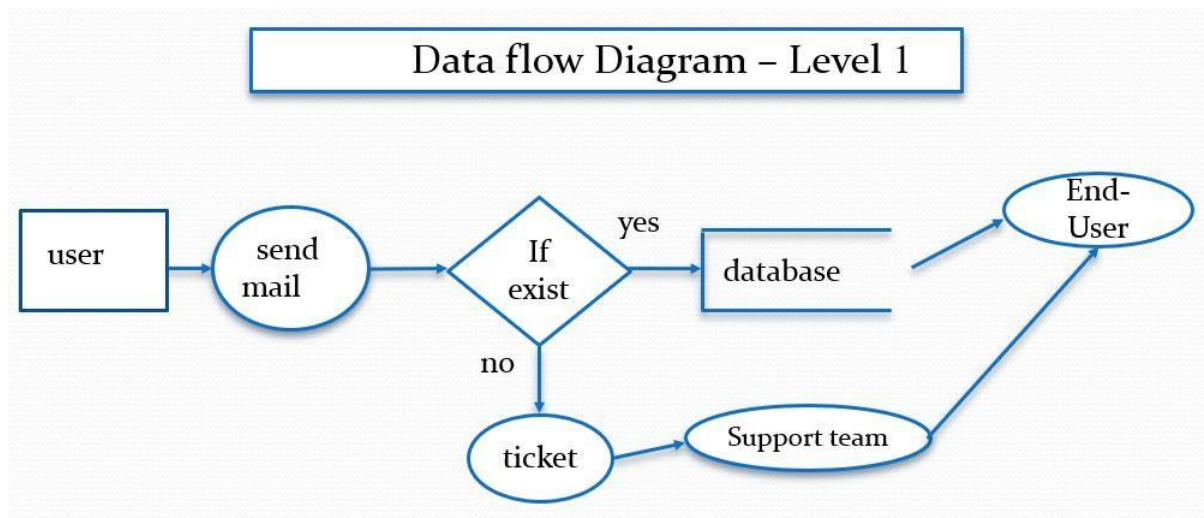 Data flow Diagram – Level 1
user
send
mail
If
exist
yes
database
End-
User
no
ticket
Support team